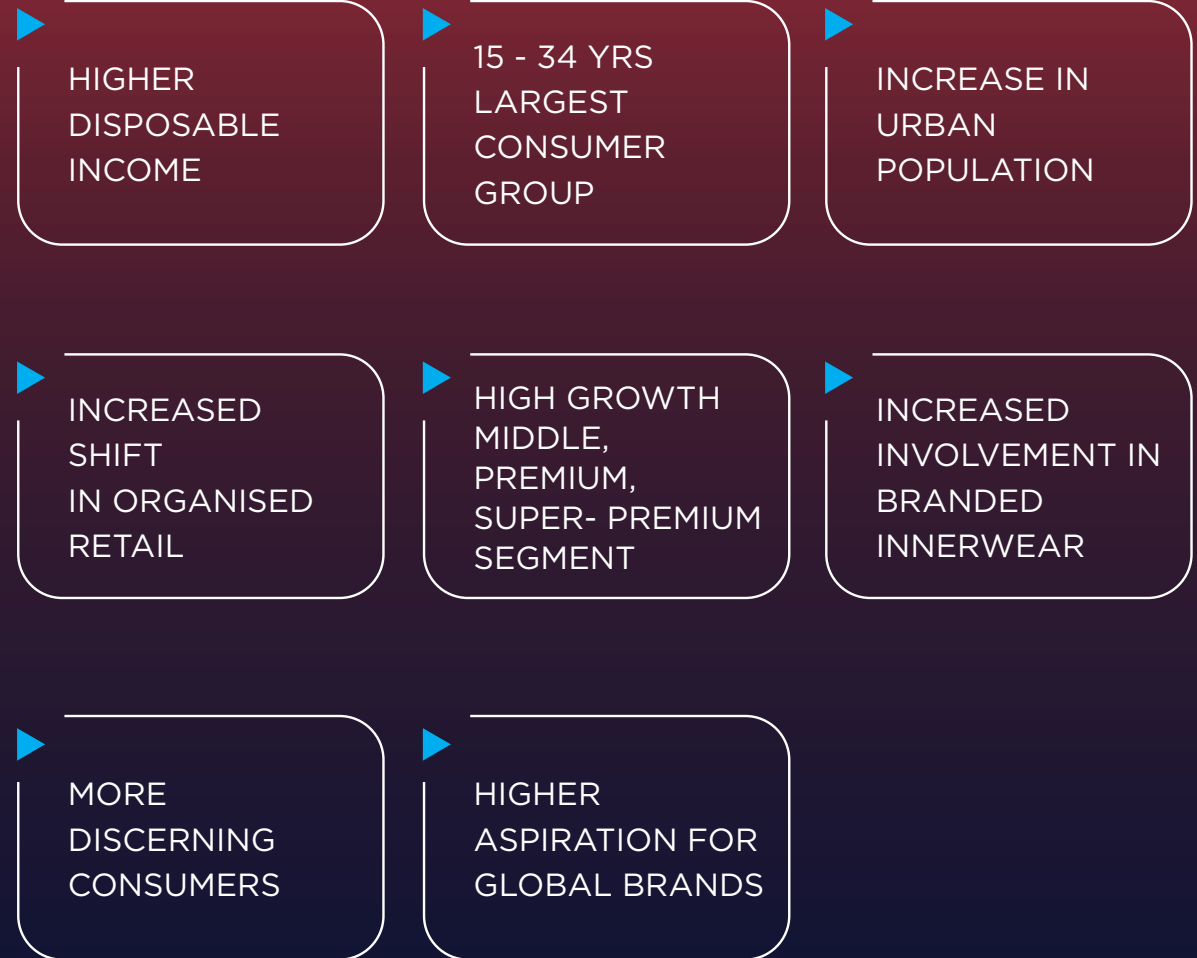 HIGHER
DISPOSABLE
INCOME
15 - 34 YRS
LARGEST
CONSUMER
GROUP
INCREASE IN
URBAN
POPULATION
INCREASED
SHIFT
IN ORGANISED
RETAIL
HIGH GROWTH
MIDDLE,
PREMIUM,
SUPER- PREMIUM
SEGMENT
INCREASED
INVOLVEMENT IN
BRANDED
INNERWEAR
MORE
DISCERNING
CONSUMERS
HIGHER
ASPIRATION FOR
GLOBAL BRANDS